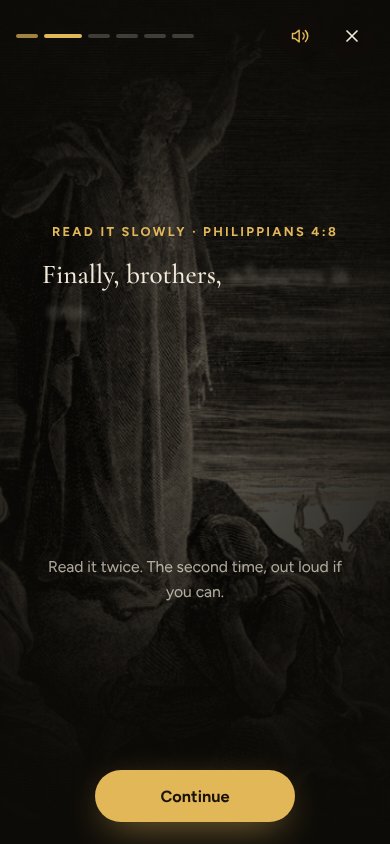 READ IT SLOWLY · PHILIPPIANS 4:8
Finally, brothers,
Read it twice. The second time, out loud if
you can.
Continue